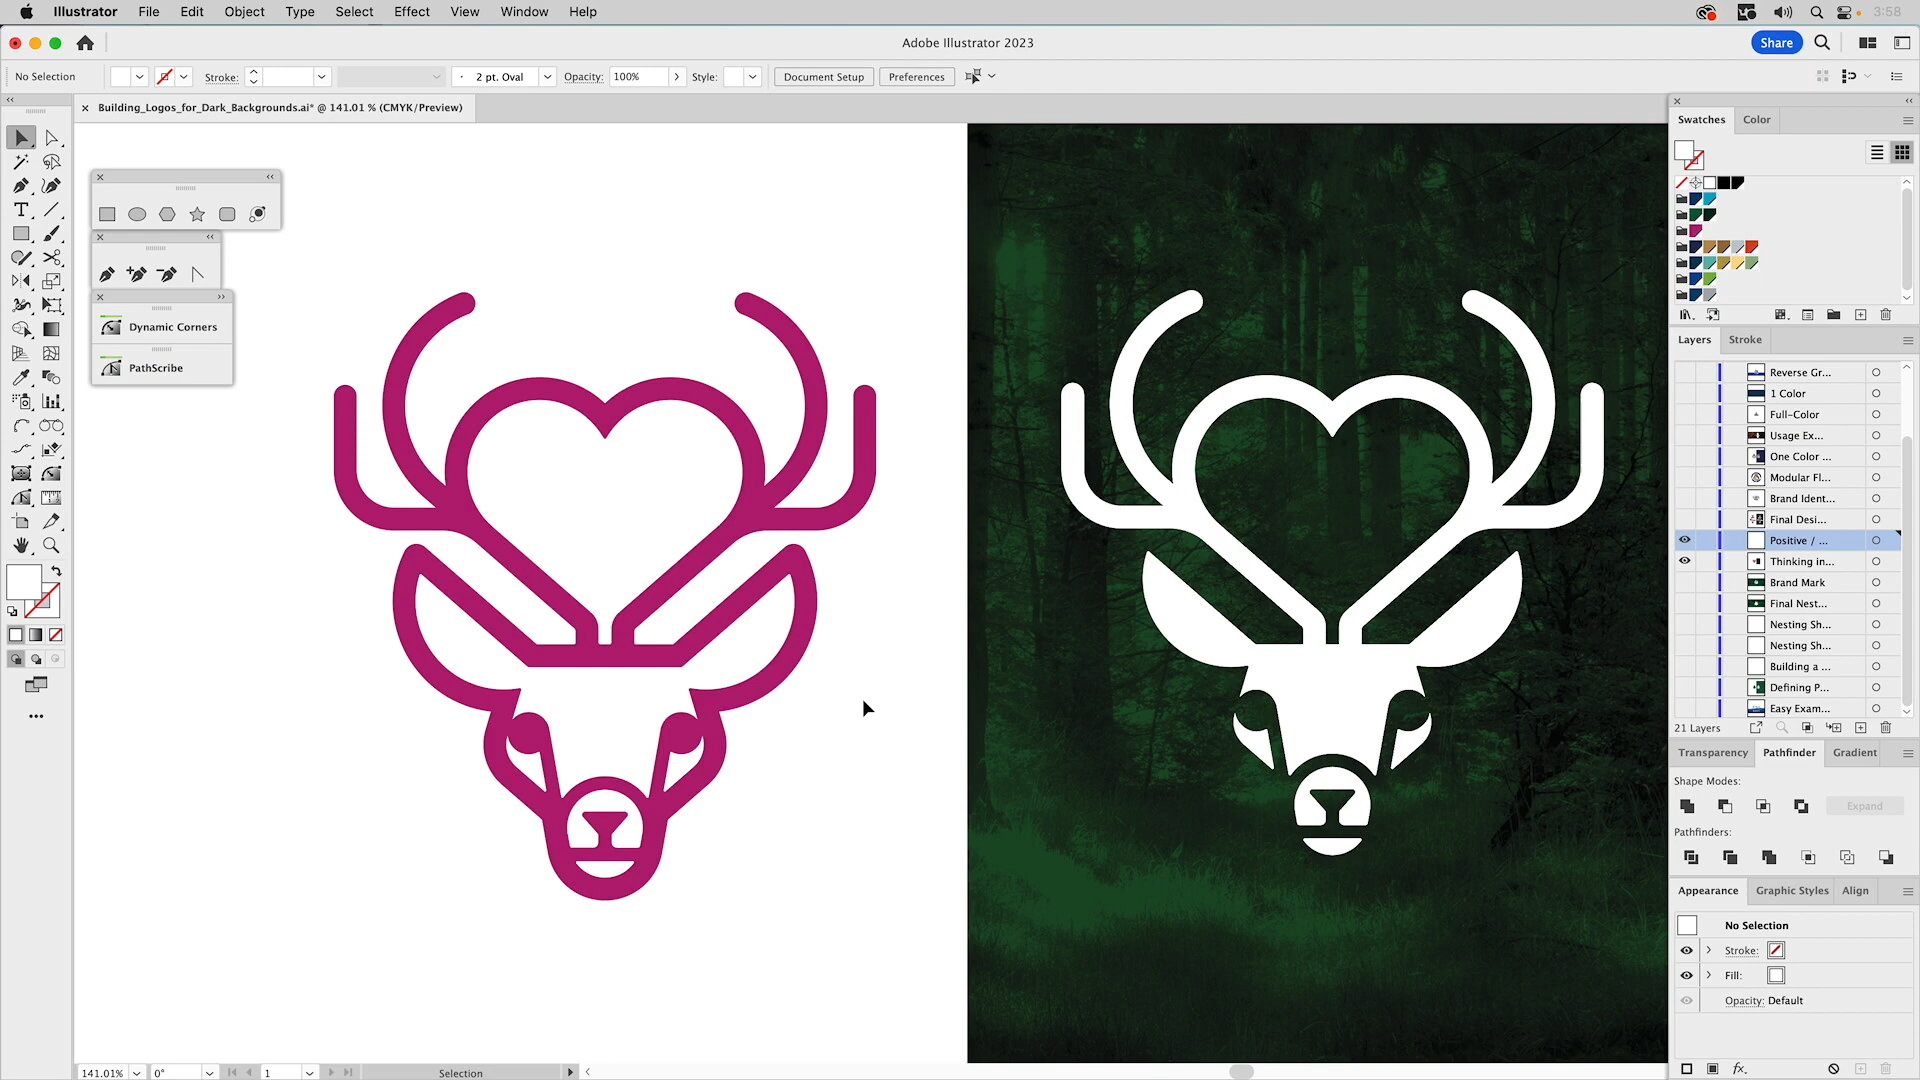 Illustrator File Edit Object Type Select Effect View Window Help 3:58
Adobe Illustrator 2023 Share
No Selection Stroke: 2 pt. Oval Opacity: 100% Style: Document Setup Preferences
Building_Logos_for_Dark_Backgrounds.ai* @ 141.01 % (CMYK/Preview)
Swatches Color
Dynamic Corners
PathScribe
Layers Stroke
Reverse Gr...
1 Color
Full-Color
Usage Ex...
One Color ...
Modular Fl...
Brand Ident...
Final Desi...
Positive / ...
Thinking in...
Brand Mark
Final Nest...
Nesting Sh...
Nesting Sh...
Building a ...
Defining P...
Easy Exam...
21 Layers
Transparency Pathfinder Gradient
Shape Modes:
Expand
Pathfinders:
Appearance Graphic Styles Align
No Selection
Stroke:
Fill:
Opacity: Default
fx.
141.01% 0° 1 Selection